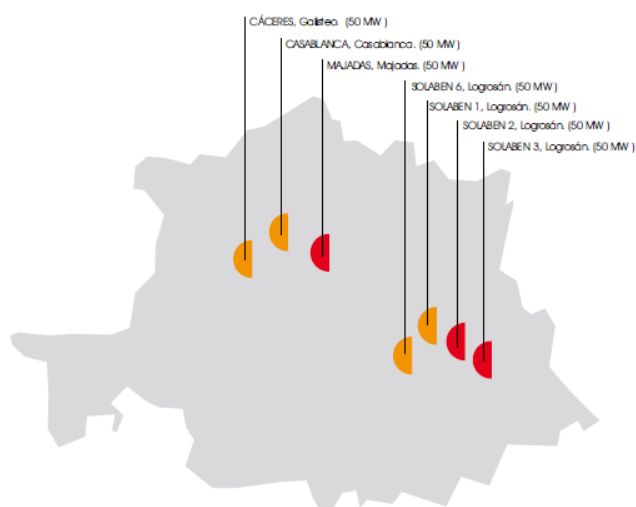 CÁCERES, Galisteo. (50 MW )
CASABLANCA, Casablanca. (50 MW )
MAJADAS, Majadas. (50 MW )
SOLABEN 6, Logrosán. (50 MW )
SOLABEN 1, Logrosán. (50 MW )
SOLABEN 2, Logrosán. (50 MW )
SOLABEN 3, Logrosán. (50 MW )